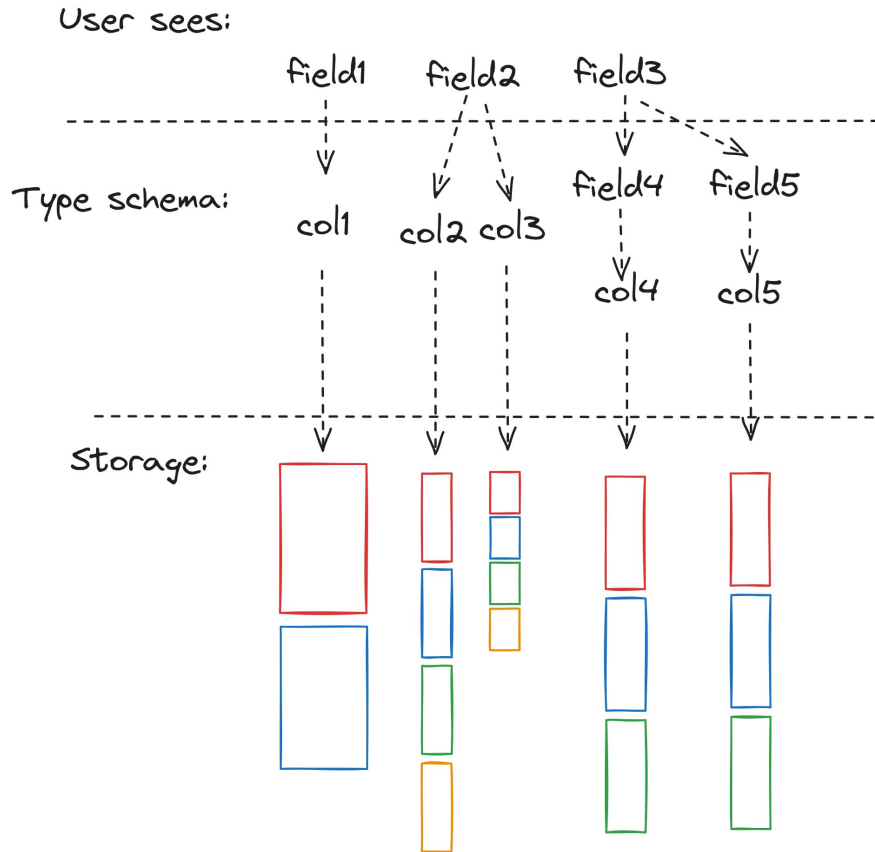 User sees:
field1 field2 field3
Type schema:
field4 field5
col1 col2 col3
col4 col5
Storage: